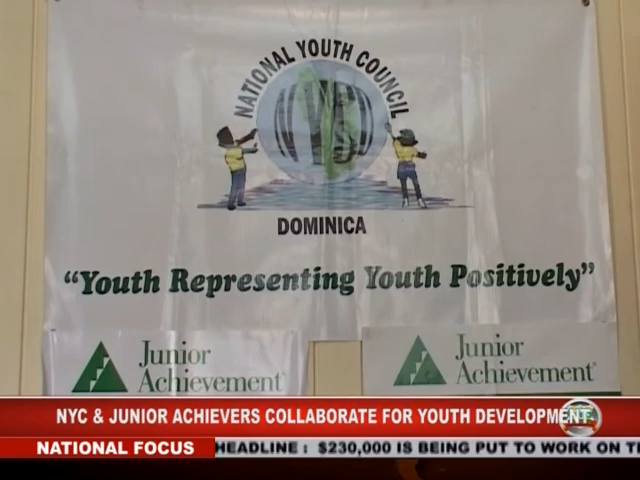 NATIONAL YOUTH COUNCIL
NYCD
DOMINICA
“Youth Representing Youth Positively”
Junior
Achievement
Junior
Achievement
NYC & JUNIOR ACHIEVERS COLLABORATE FOR YOUTH DEVELOPMENT.
NATIONAL FOCUS
HEADLINE : $230,000 IS BEING PUT TO WORK ON